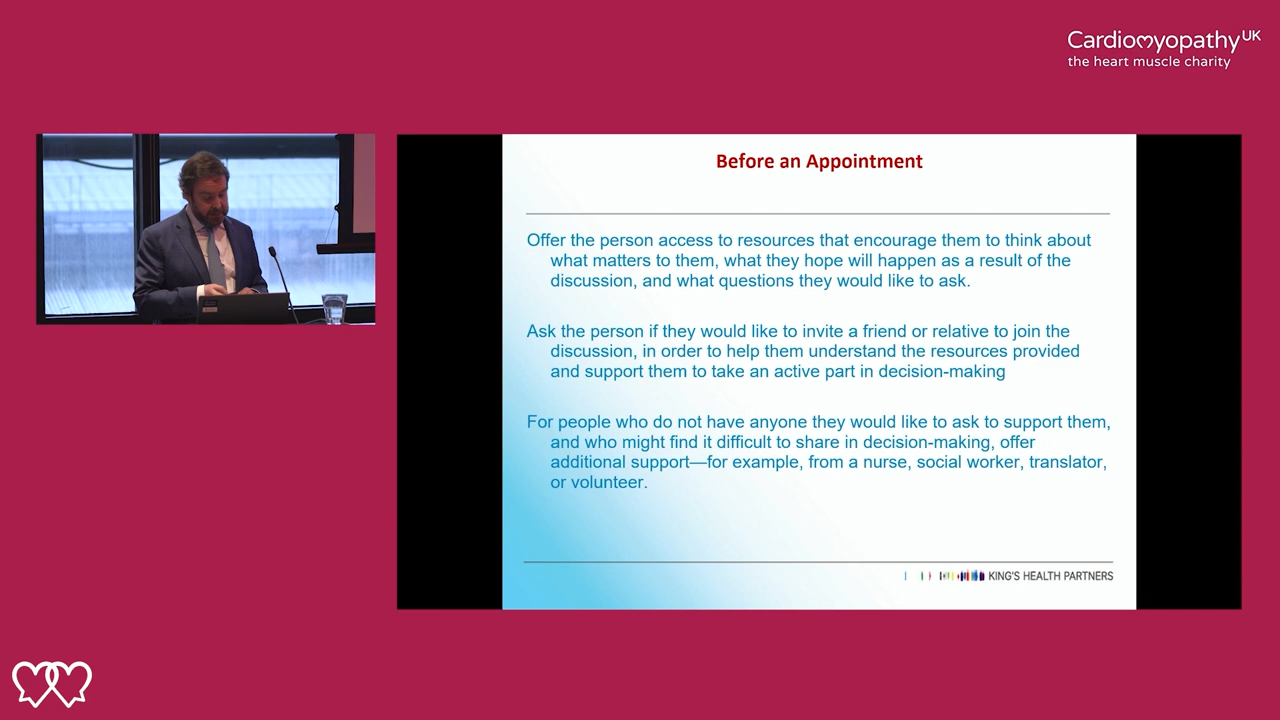 Cardiomyopathy UK
the heart muscle charity
Before an Appointment
Offer the person access to resources that encourage them to think about
what matters to them, what they hope will happen as a result of the
discussion, and what questions they would like to ask.
Ask the person if they would like to invite a friend or relative to join the
discussion, in order to help them understand the resources provided
and support them to take an active part in decision-making
For people who do not have anyone they would like to ask to support them,
and who might find it difficult to share in decision-making, offer
additional support—for example, from a nurse, social worker, translator,
or volunteer.
KING'S HEALTH PARTNERS